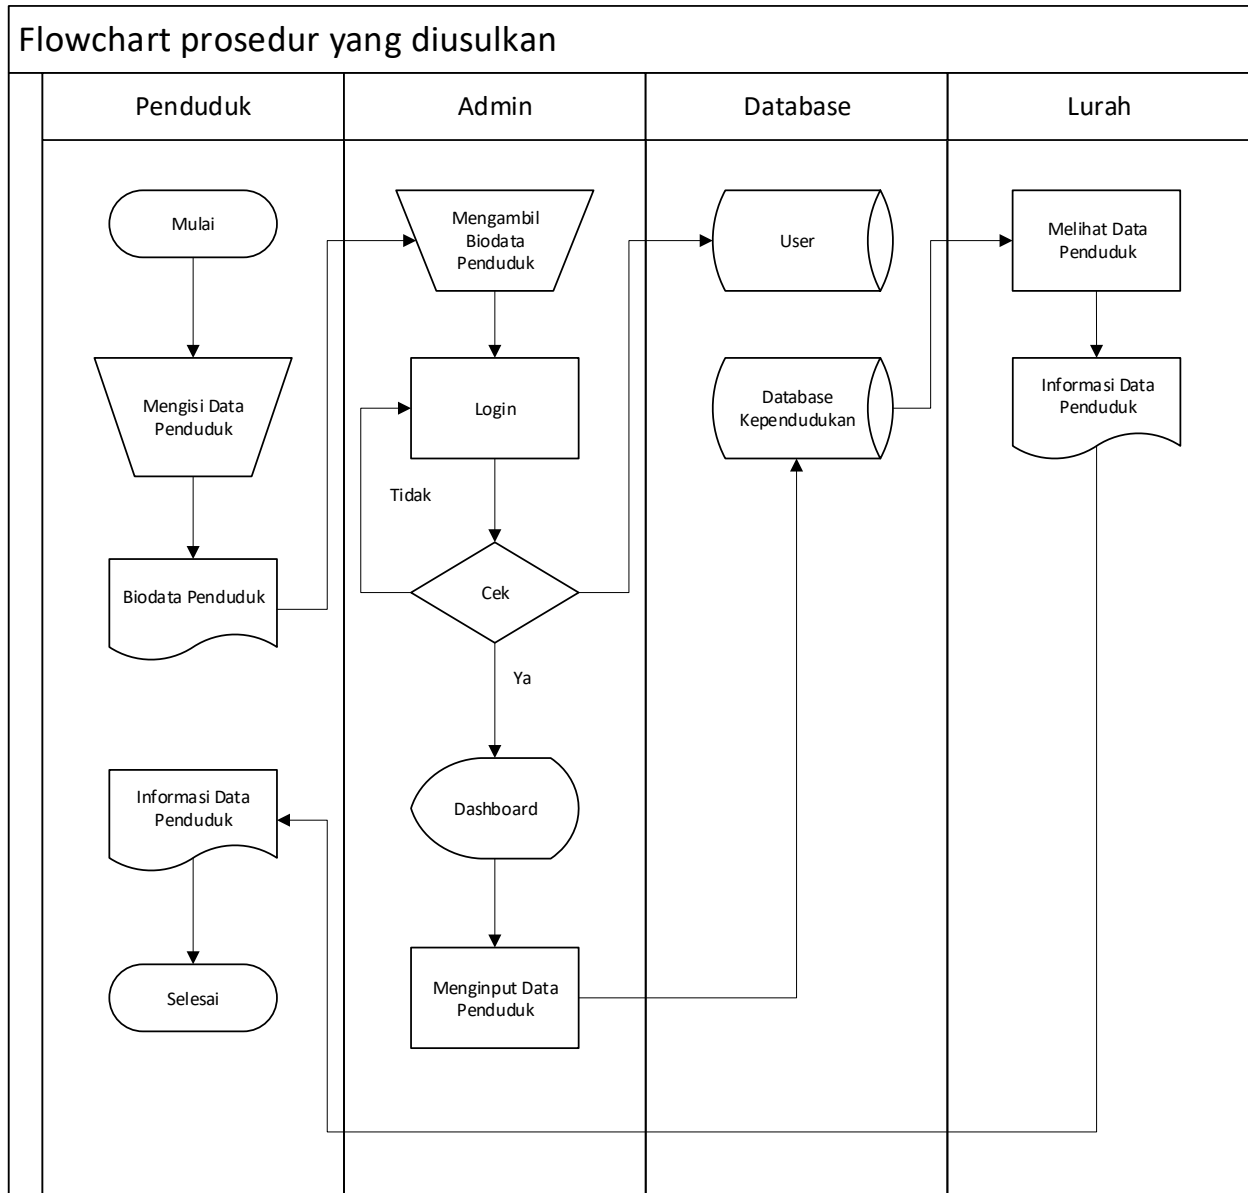 Flowchart prosedur yang diusulkan
Penduduk
Admin
Database
Lurah
Mulai
Mengisi Data
Penduduk
Biodata Penduduk
Informasi Data
Penduduk
Selesai
Mengambil
Biodata
Penduduk
Login
Tidak
Cek
Ya
Dashboard
Menginput Data
Penduduk
User
Database
Kependudukan
Melihat Data
Penduduk
Informasi Data
Penduduk